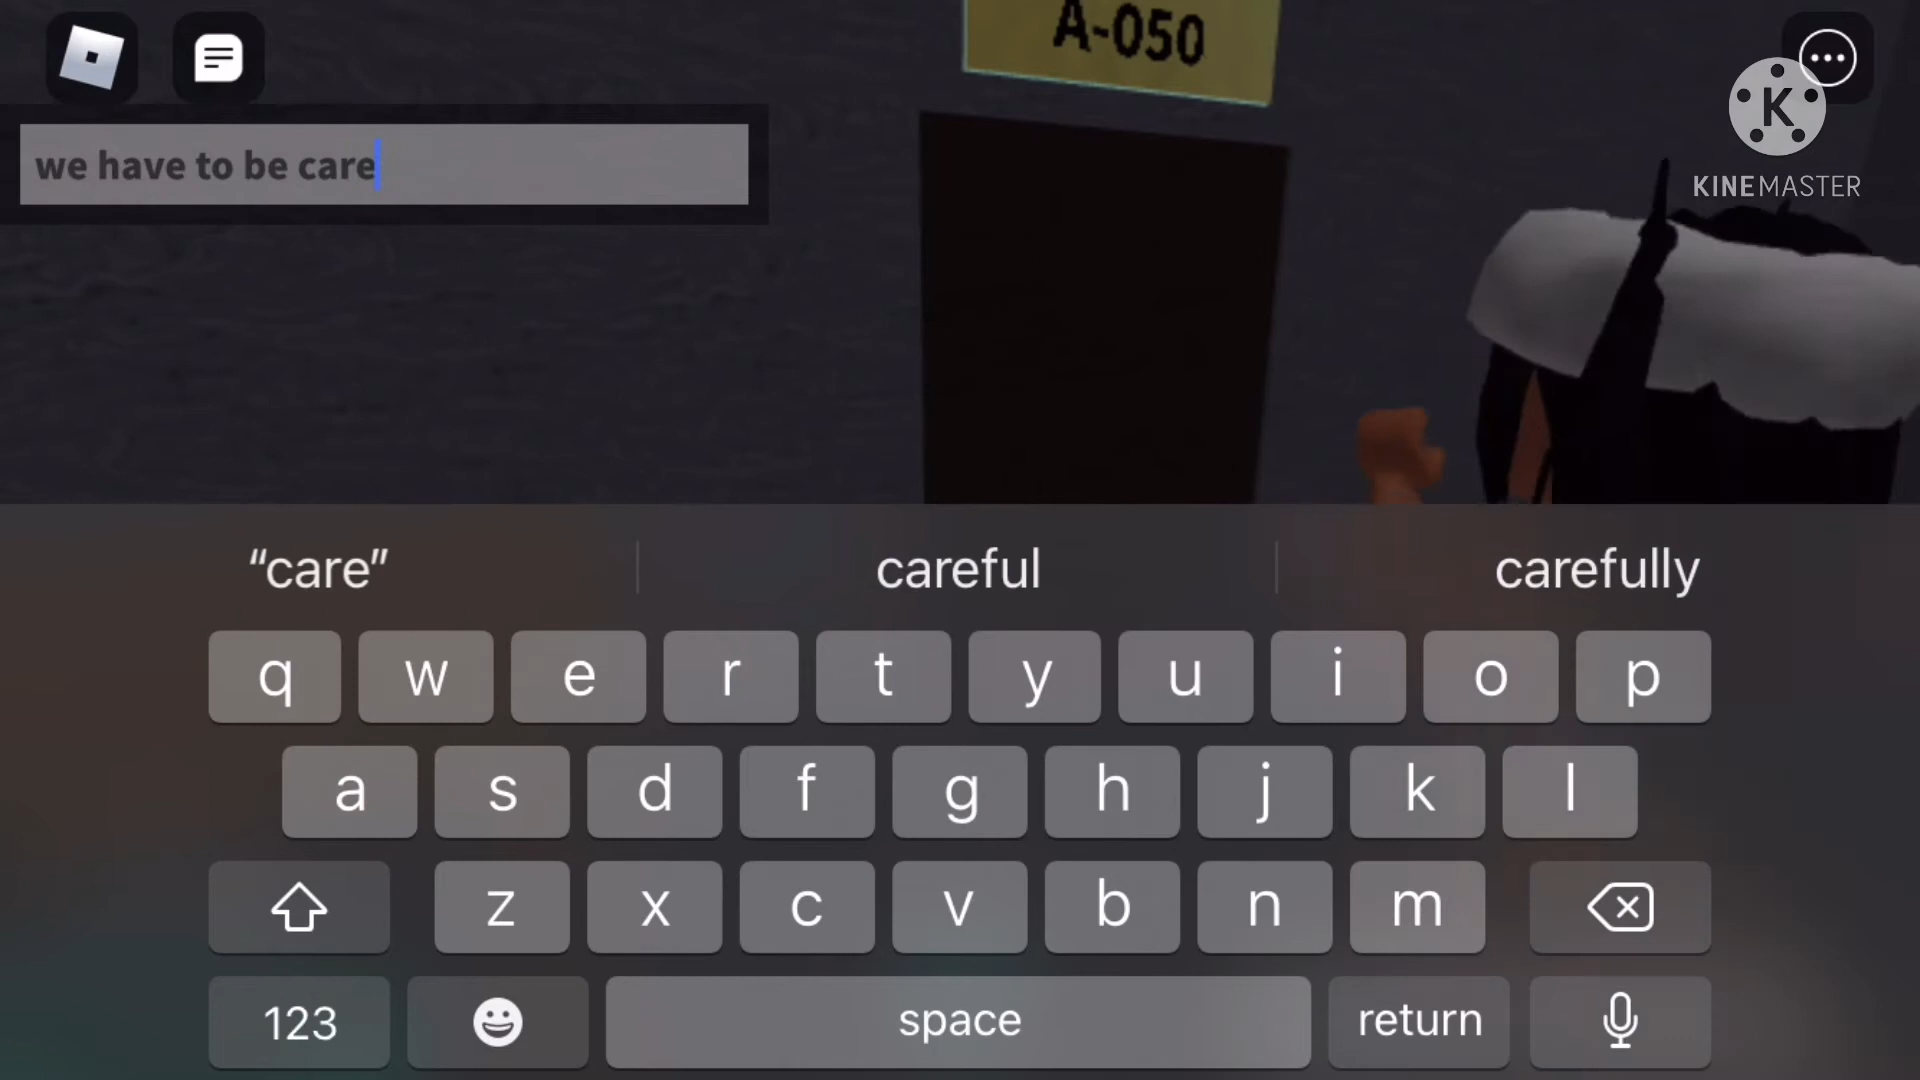 A-050
K
KINEMASTER
we have to be care
“care” careful carefully
q w e r t y u i o p
a s d f g h j k l
z x c v b n m
123 space return